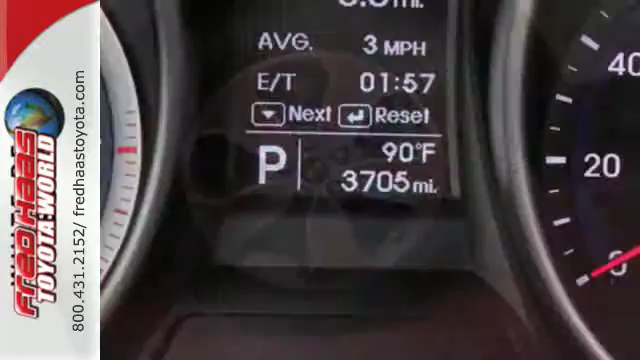 AVG. 3 MPH
E/T 01:57
Next Reset
P 90°F
3705 mi.
40
20
0
FRED HAAS
TOYOTA WORLD
800.431.2152/ fredhaastoyota.com